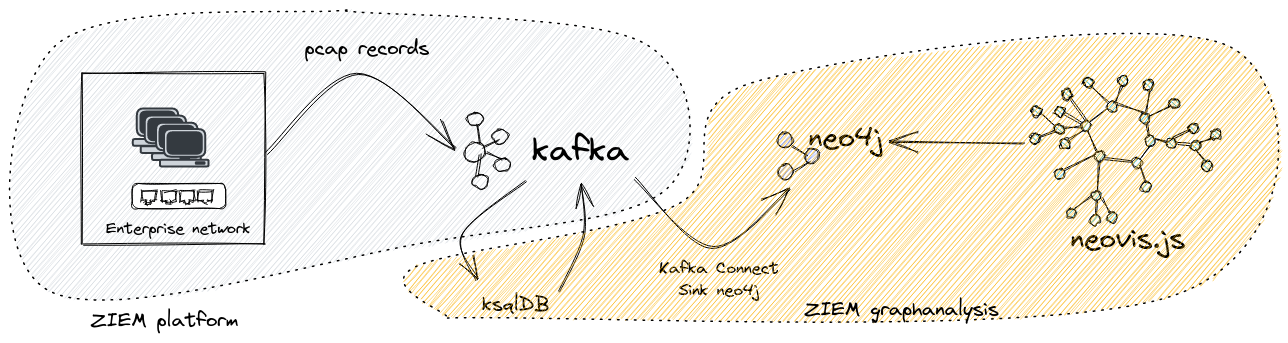 pcap records
kafka
neo4j
Enterprise network
neovis.js
Kafka Connect
Sink neo4j
ksqlDB
ZIEM platform
ZIEM graphanalysis